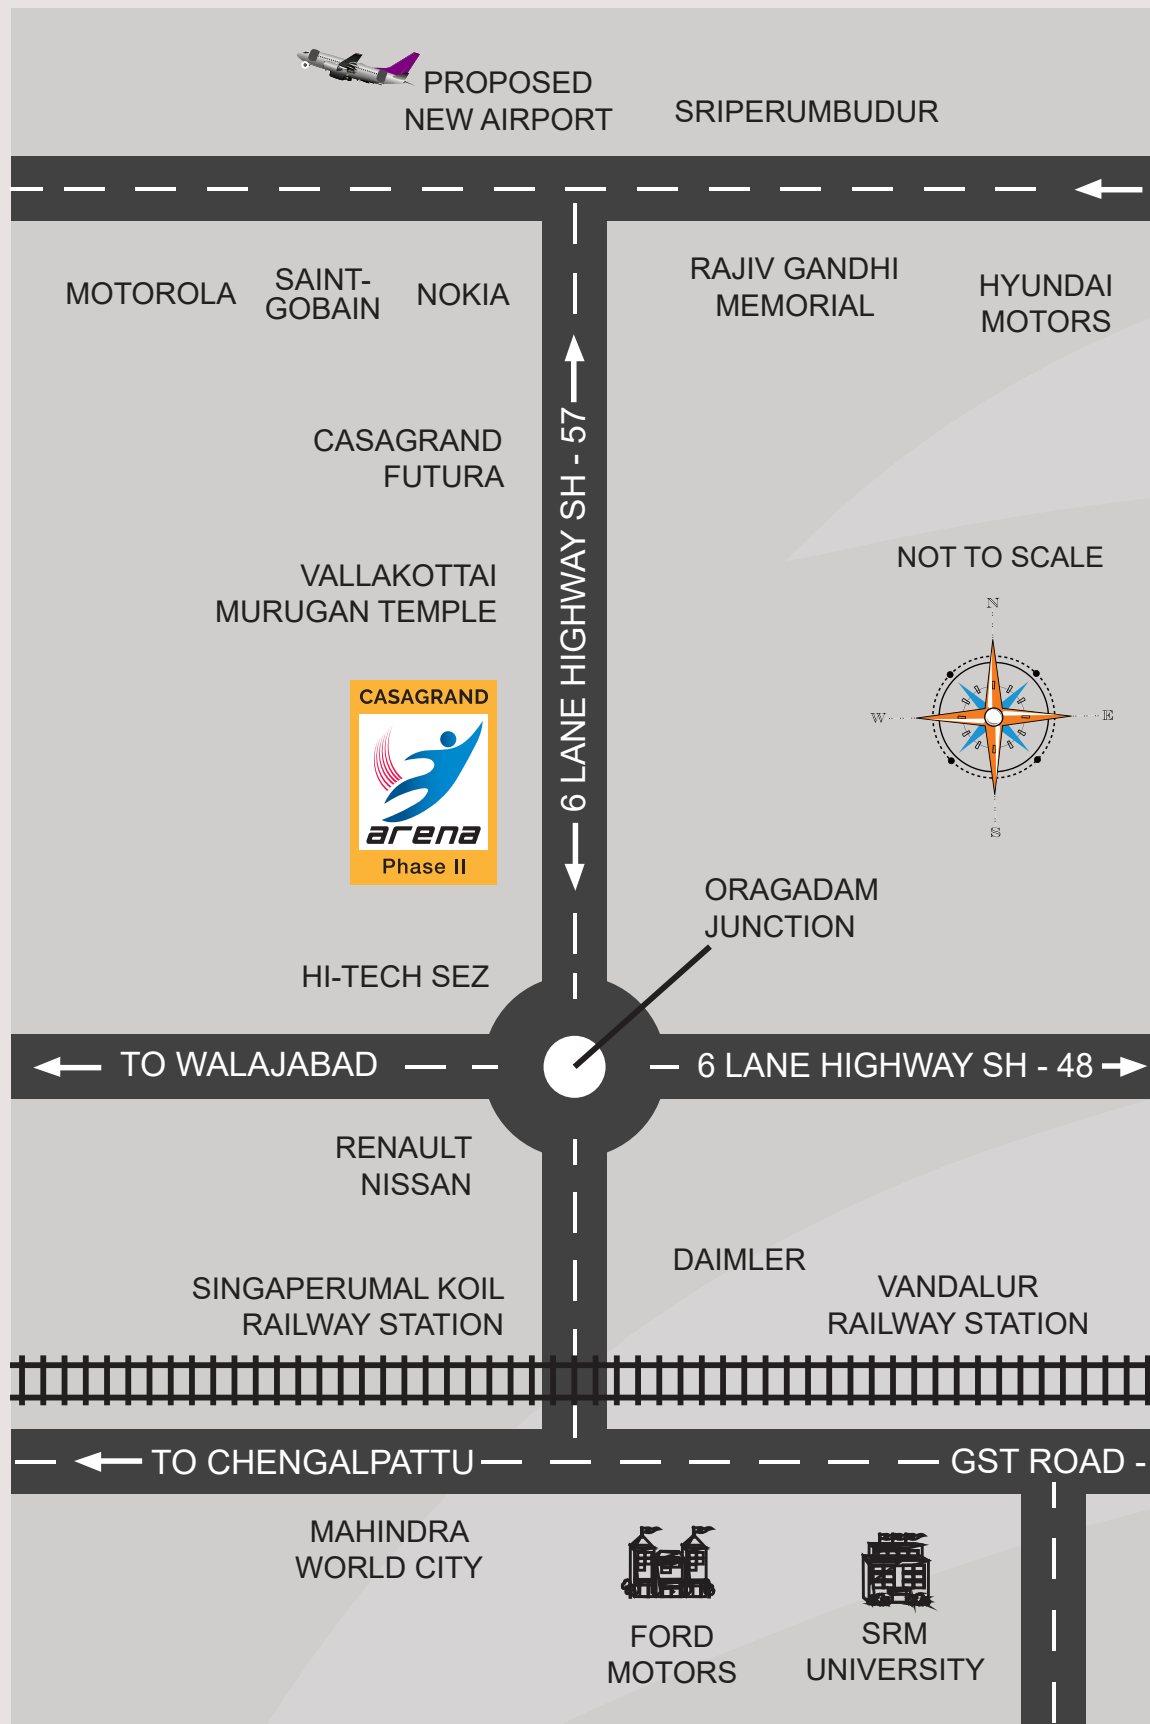 PROPOSED
NEW AIRPORT
SRIPERUMBUDUR
MOTOROLA
SAINT-
GOBAIN
NOKIA
RAJIV GANDHI
MEMORIAL
HYUNDAI
MOTORS
CASAGRAND
FUTURA
6 LANE HIGHWAY SH - 57
VALLAKOTTAI
MURUGAN TEMPLE
NOT TO SCALE
N
W
E
S
CASAGRAND
arena
Phase II
ORAGADAM
JUNCTION
HI-TECH SEZ
TO WALAJABAD
6 LANE HIGHWAY SH - 48
RENAULT
NISSAN
DAIMLER
SINGAPERUMAL KOIL
RAILWAY STATION
VANDALUR
RAILWAY STATION
TO CHENGALPATTU
GST ROAD -
MAHINDRA
WORLD CITY
FORD
MOTORS
SRM
UNIVERSITY